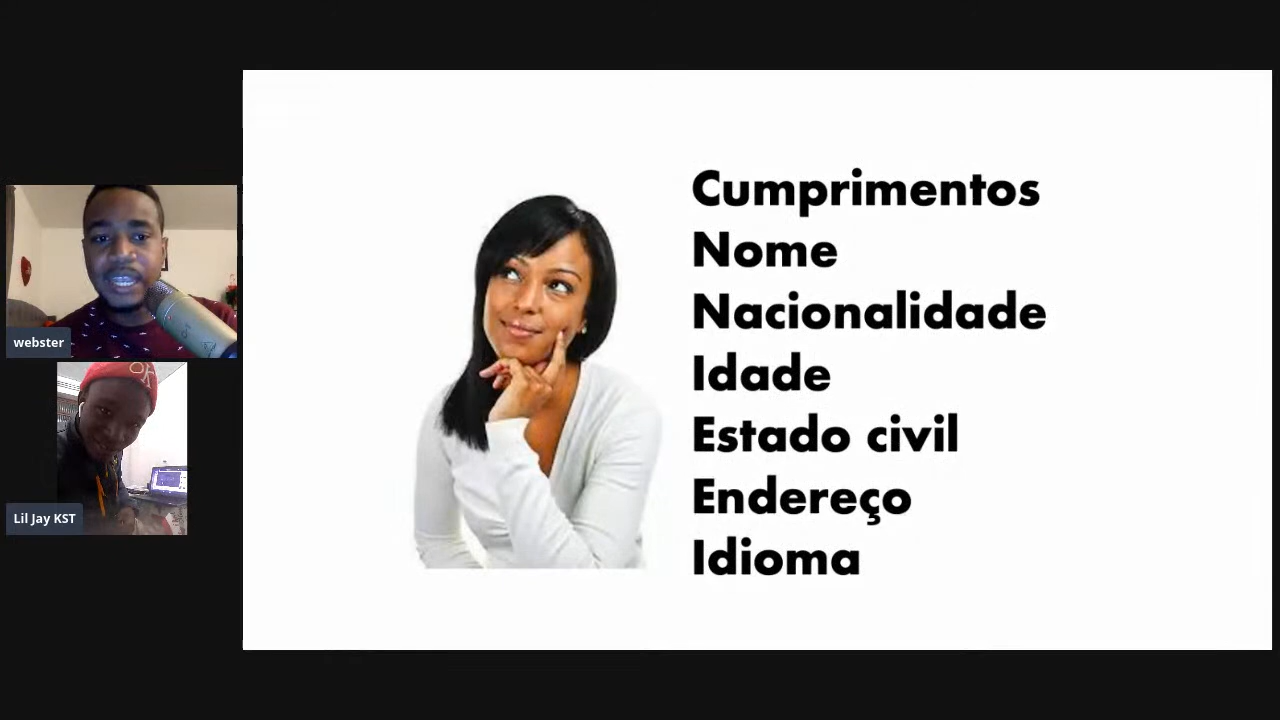 webster
Lil Jay KST
Cumprimentos
Nome
Nacionalidade
Idade
Estado civil
Endereço
Idioma